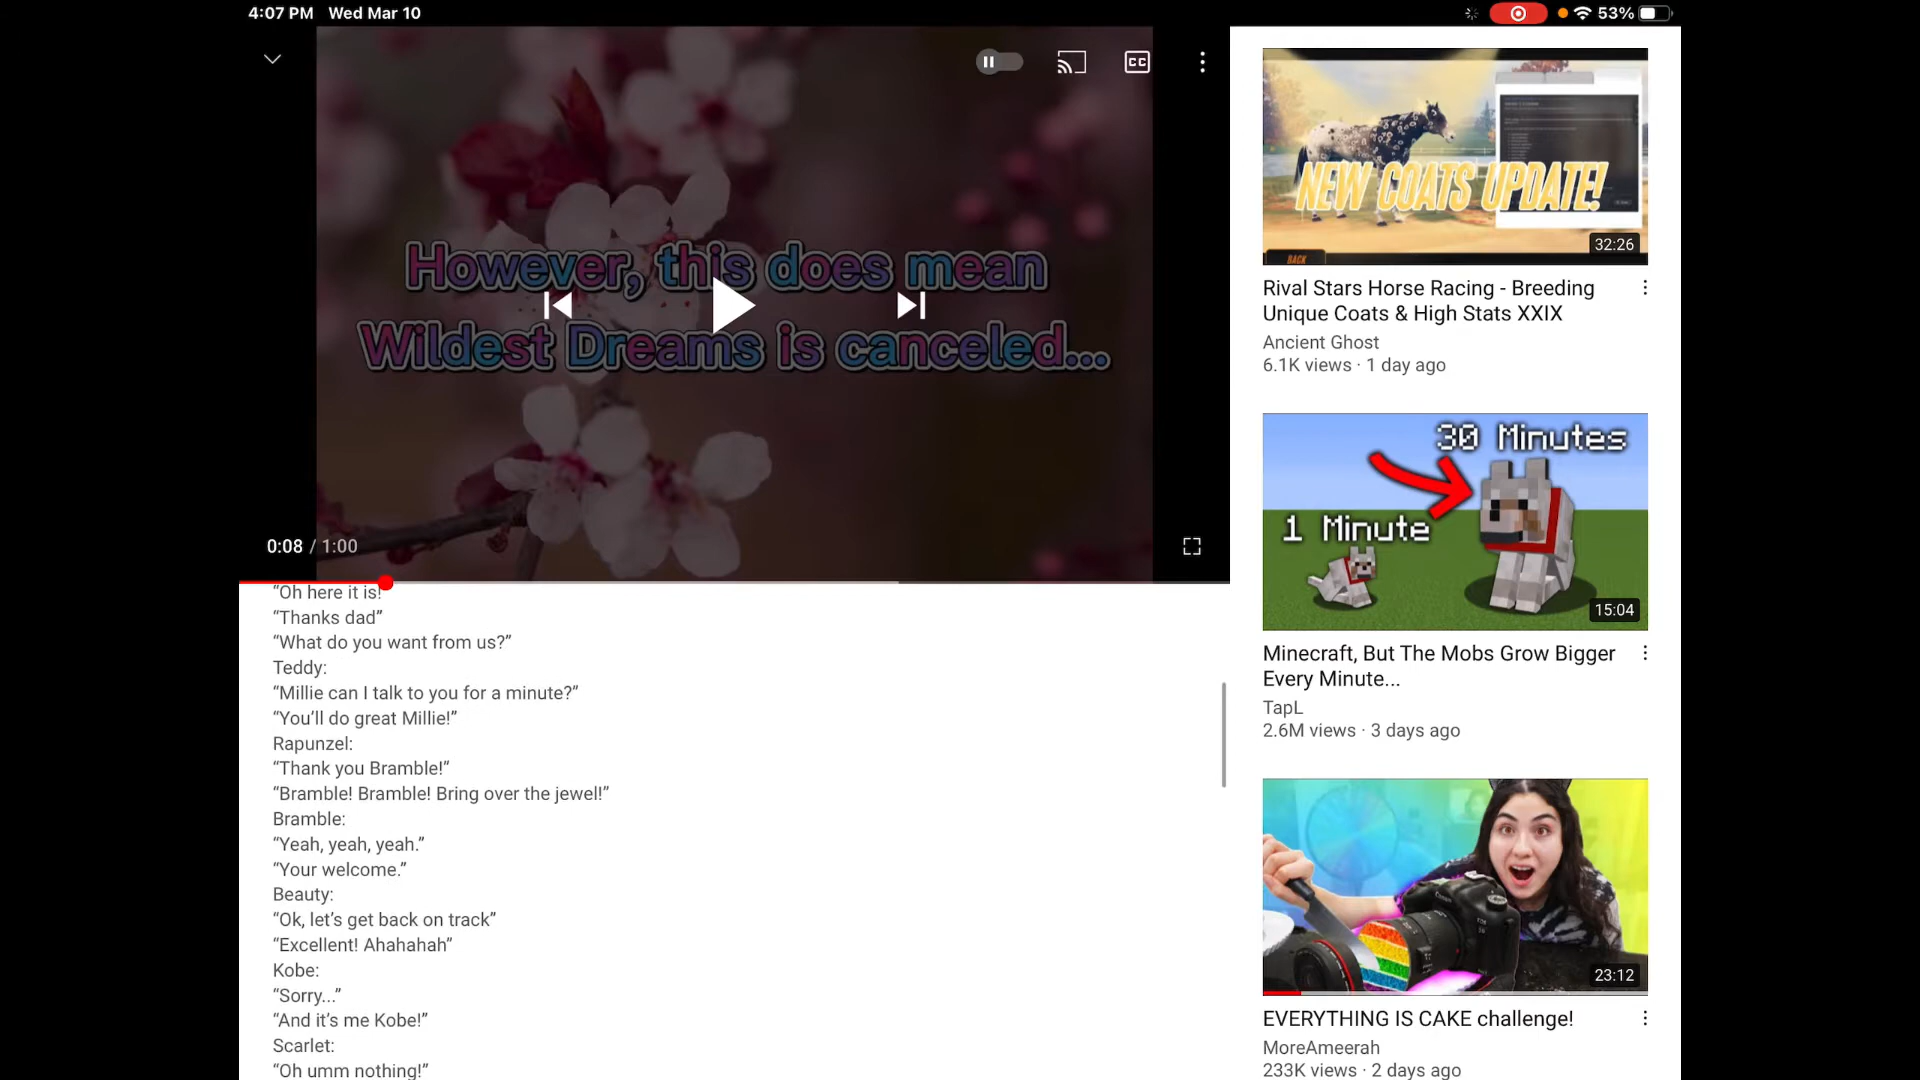 4:07 PM Wed Mar 10
53%
CC
However, this does mean
Wildest Dreams is canceled...
0:08 / 1:00
“Oh here it is!
“Thanks dad”
“What do you want from us?”
Teddy:
“Millie can I talk to you for a minute?”
“You’ll do great Millie!”
Rapunzel:
“Thank you Bramble!”
“Bramble! Bramble! Bring over the jewel!”
Bramble:
“Yeah, yeah, yeah.”
“Your welcome.”
Beauty:
“Ok, let’s get back on track”
“Excellent! Ahahahah”
Kobe:
“Sorry...”
“And it’s me Kobe!”
Scarlet:
“Oh umm nothing!”
NEW COATS UPDATE!
BACK
32:26
Rival Stars Horse Racing - Breeding
Unique Coats & High Stats XXIX
Ancient Ghost
6.1K views · 1 day ago
30 Minutes
1 Minute
15:04
Minecraft, But The Mobs Grow Bigger
Every Minute...
TapL
2.6M views · 3 days ago
Canon
23:12
EVERYTHING IS CAKE challenge!
MoreAmeerah
233K views · 2 days ago